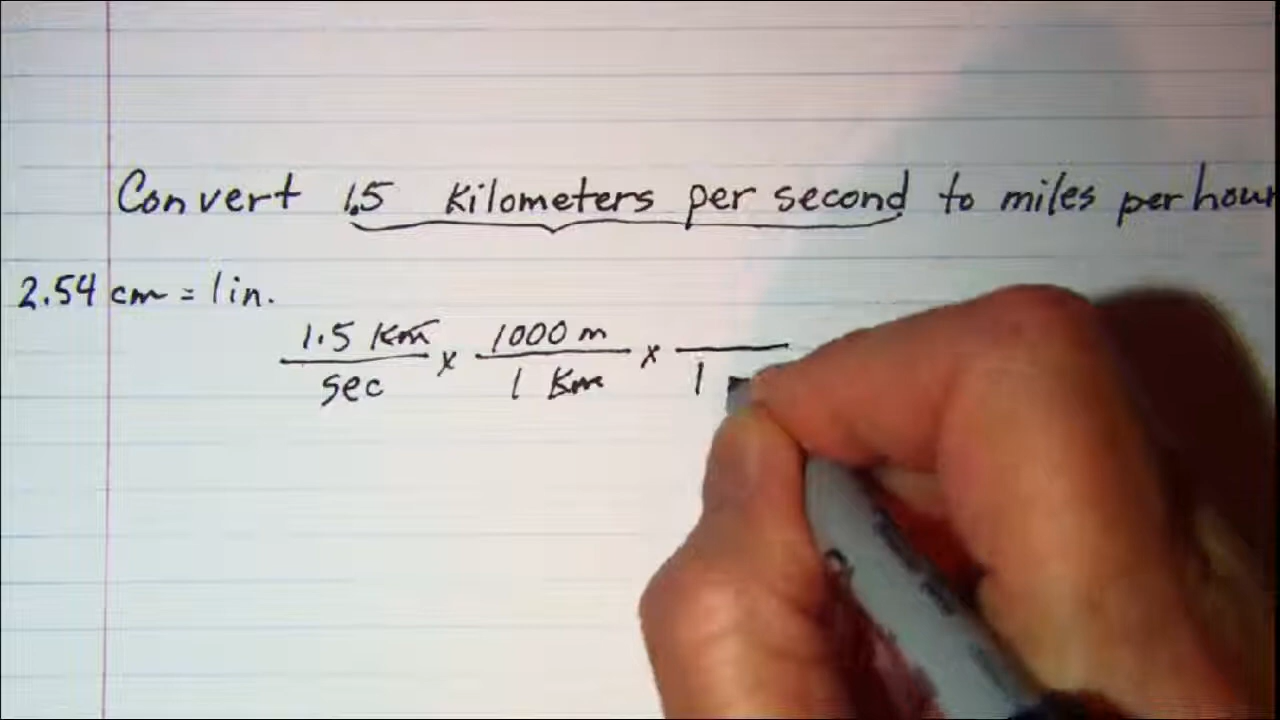 Convert 1.5 Kilometers per second to miles per hour
2.54 cm = 1 in.
1.5 Km x 1000 m x
sec 1 Km 1